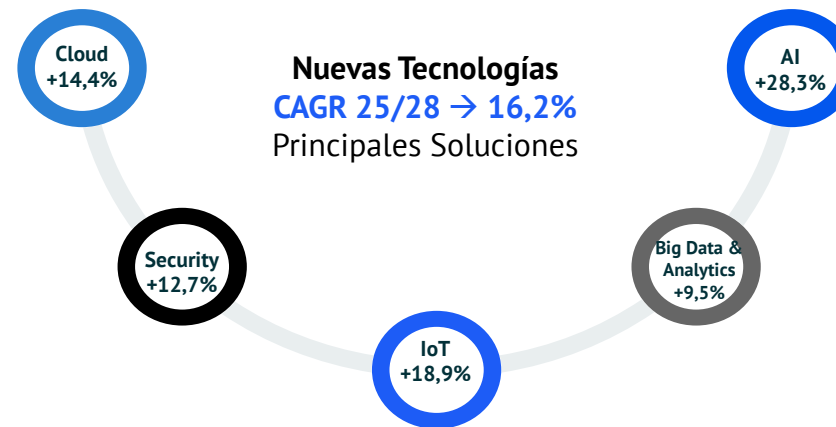 Nuevas Tecnologías
CAGR 25/28 → 16,2%
Principales Soluciones
Cloud
+14,4%
Security
+12,7%
IoT
+18,9%
Big Data &
Analytics
+9,5%
AI
+28,3%